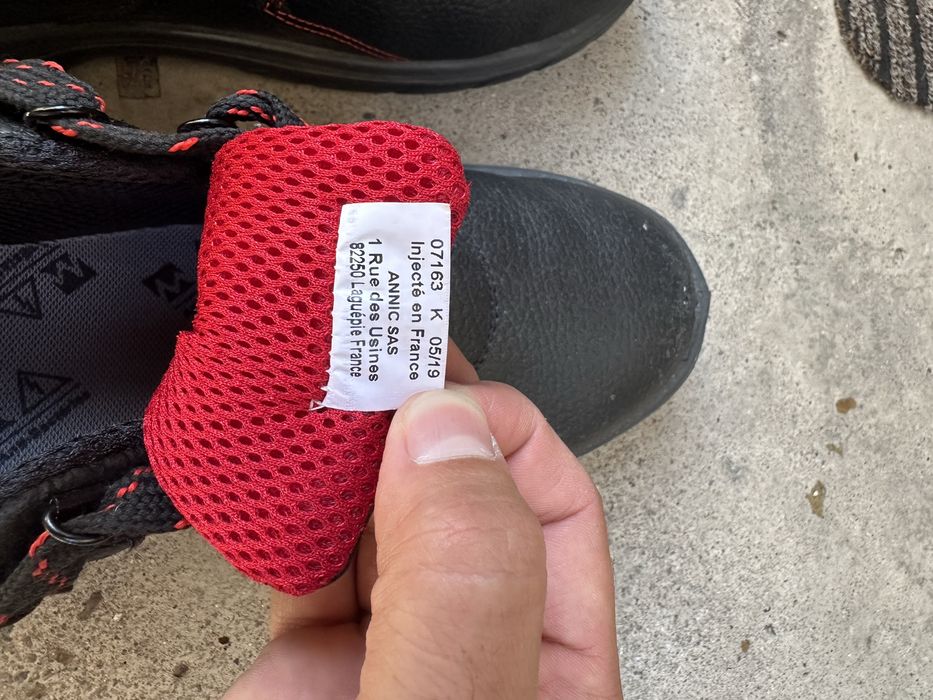 07163 K 05/19
Injecté en France
ANNIC SAS
1 Rue des Usines
82250 Laguépie France